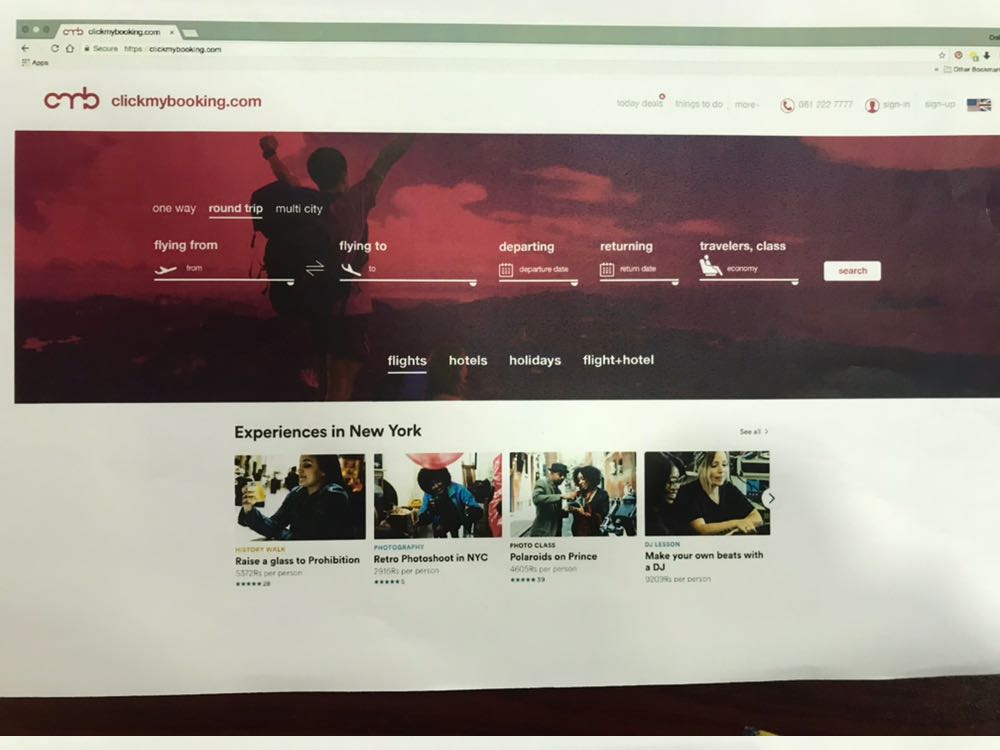 cmb clickmybooking.com ×
Secure https://clickmybooking.com
Apps
« Other Bookmar
cmb clickmybooking.com
today deals things to do more- 061 222 7777 sign-in sign-up
one way round trip multi city
flying from flying to departing returning travelers, class
from to departure date return date economy search
flights hotels holidays flight+hotel
Experiences in New York See all >
HISTORY WALK
Raise a glass to Prohibition
5372Rs per person
★★★★★ 28
PHOTOGRAPHY
Retro Photoshoot in NYC
2916Rs per person
★★★★★ 5
PHOTO CLASS
Polaroids on Prince
4605Rs per person
★★★★★ 39
DJ LESSON
Make your own beats with
a DJ
9209Rs per person